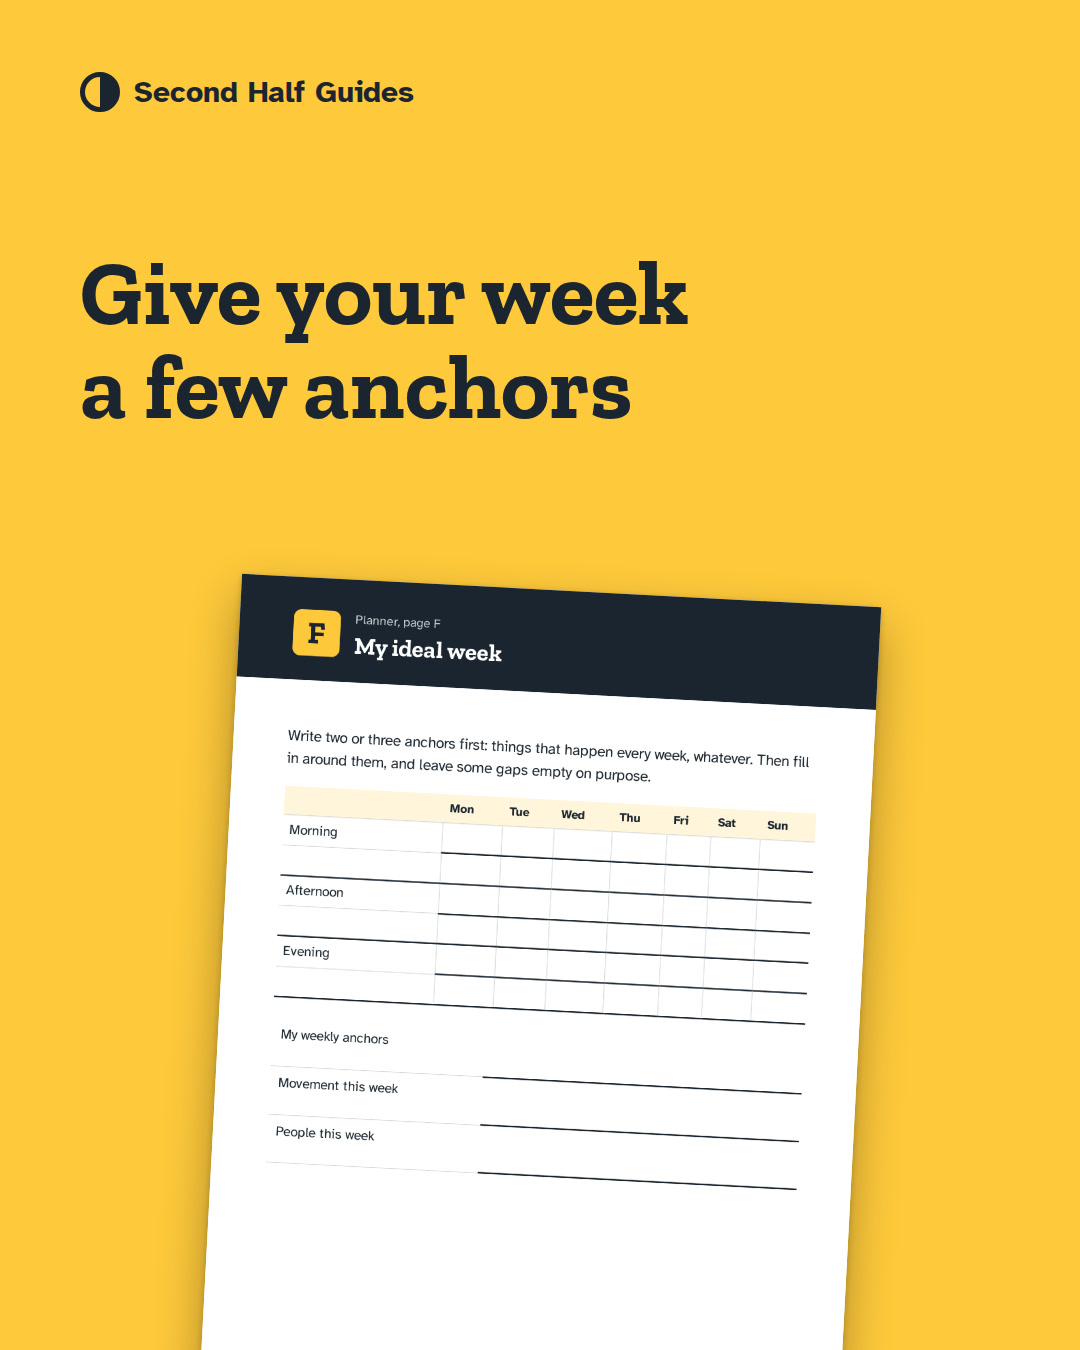 Second Half Guides
Give your week
a few anchors
F
Planner, page F
My ideal week
Write two or three anchors first: things that happen every week, whatever. Then fill
in around them, and leave some gaps empty on purpose.
Mon Tue Wed Thu Fri Sat Sun
Morning
Afternoon
Evening
My weekly anchors
Movement this week
People this week